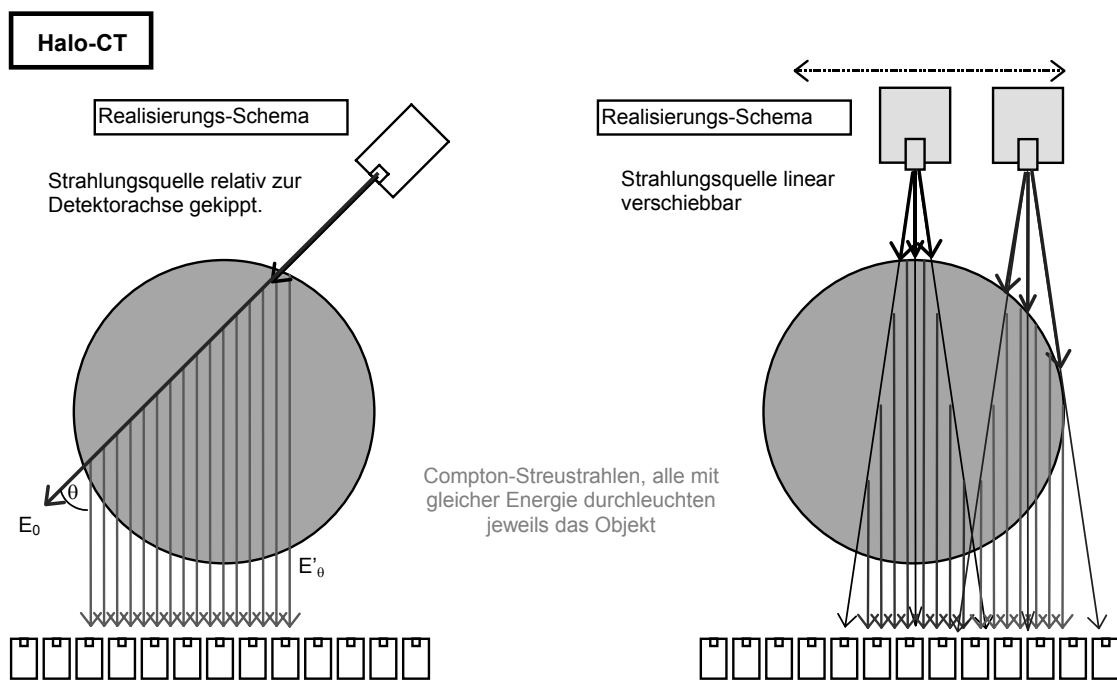 Halo-CT
Realisierungs-Schema
Strahlungsquelle relativ zur
Detektorachse gekippt.
θ
E₀
E'θ
Realisierungs-Schema
Strahlungsquelle linear
verschiebbar
Compton-Streustrahlen, alle mit
gleicher Energie durchleuchten
jeweils das Objekt